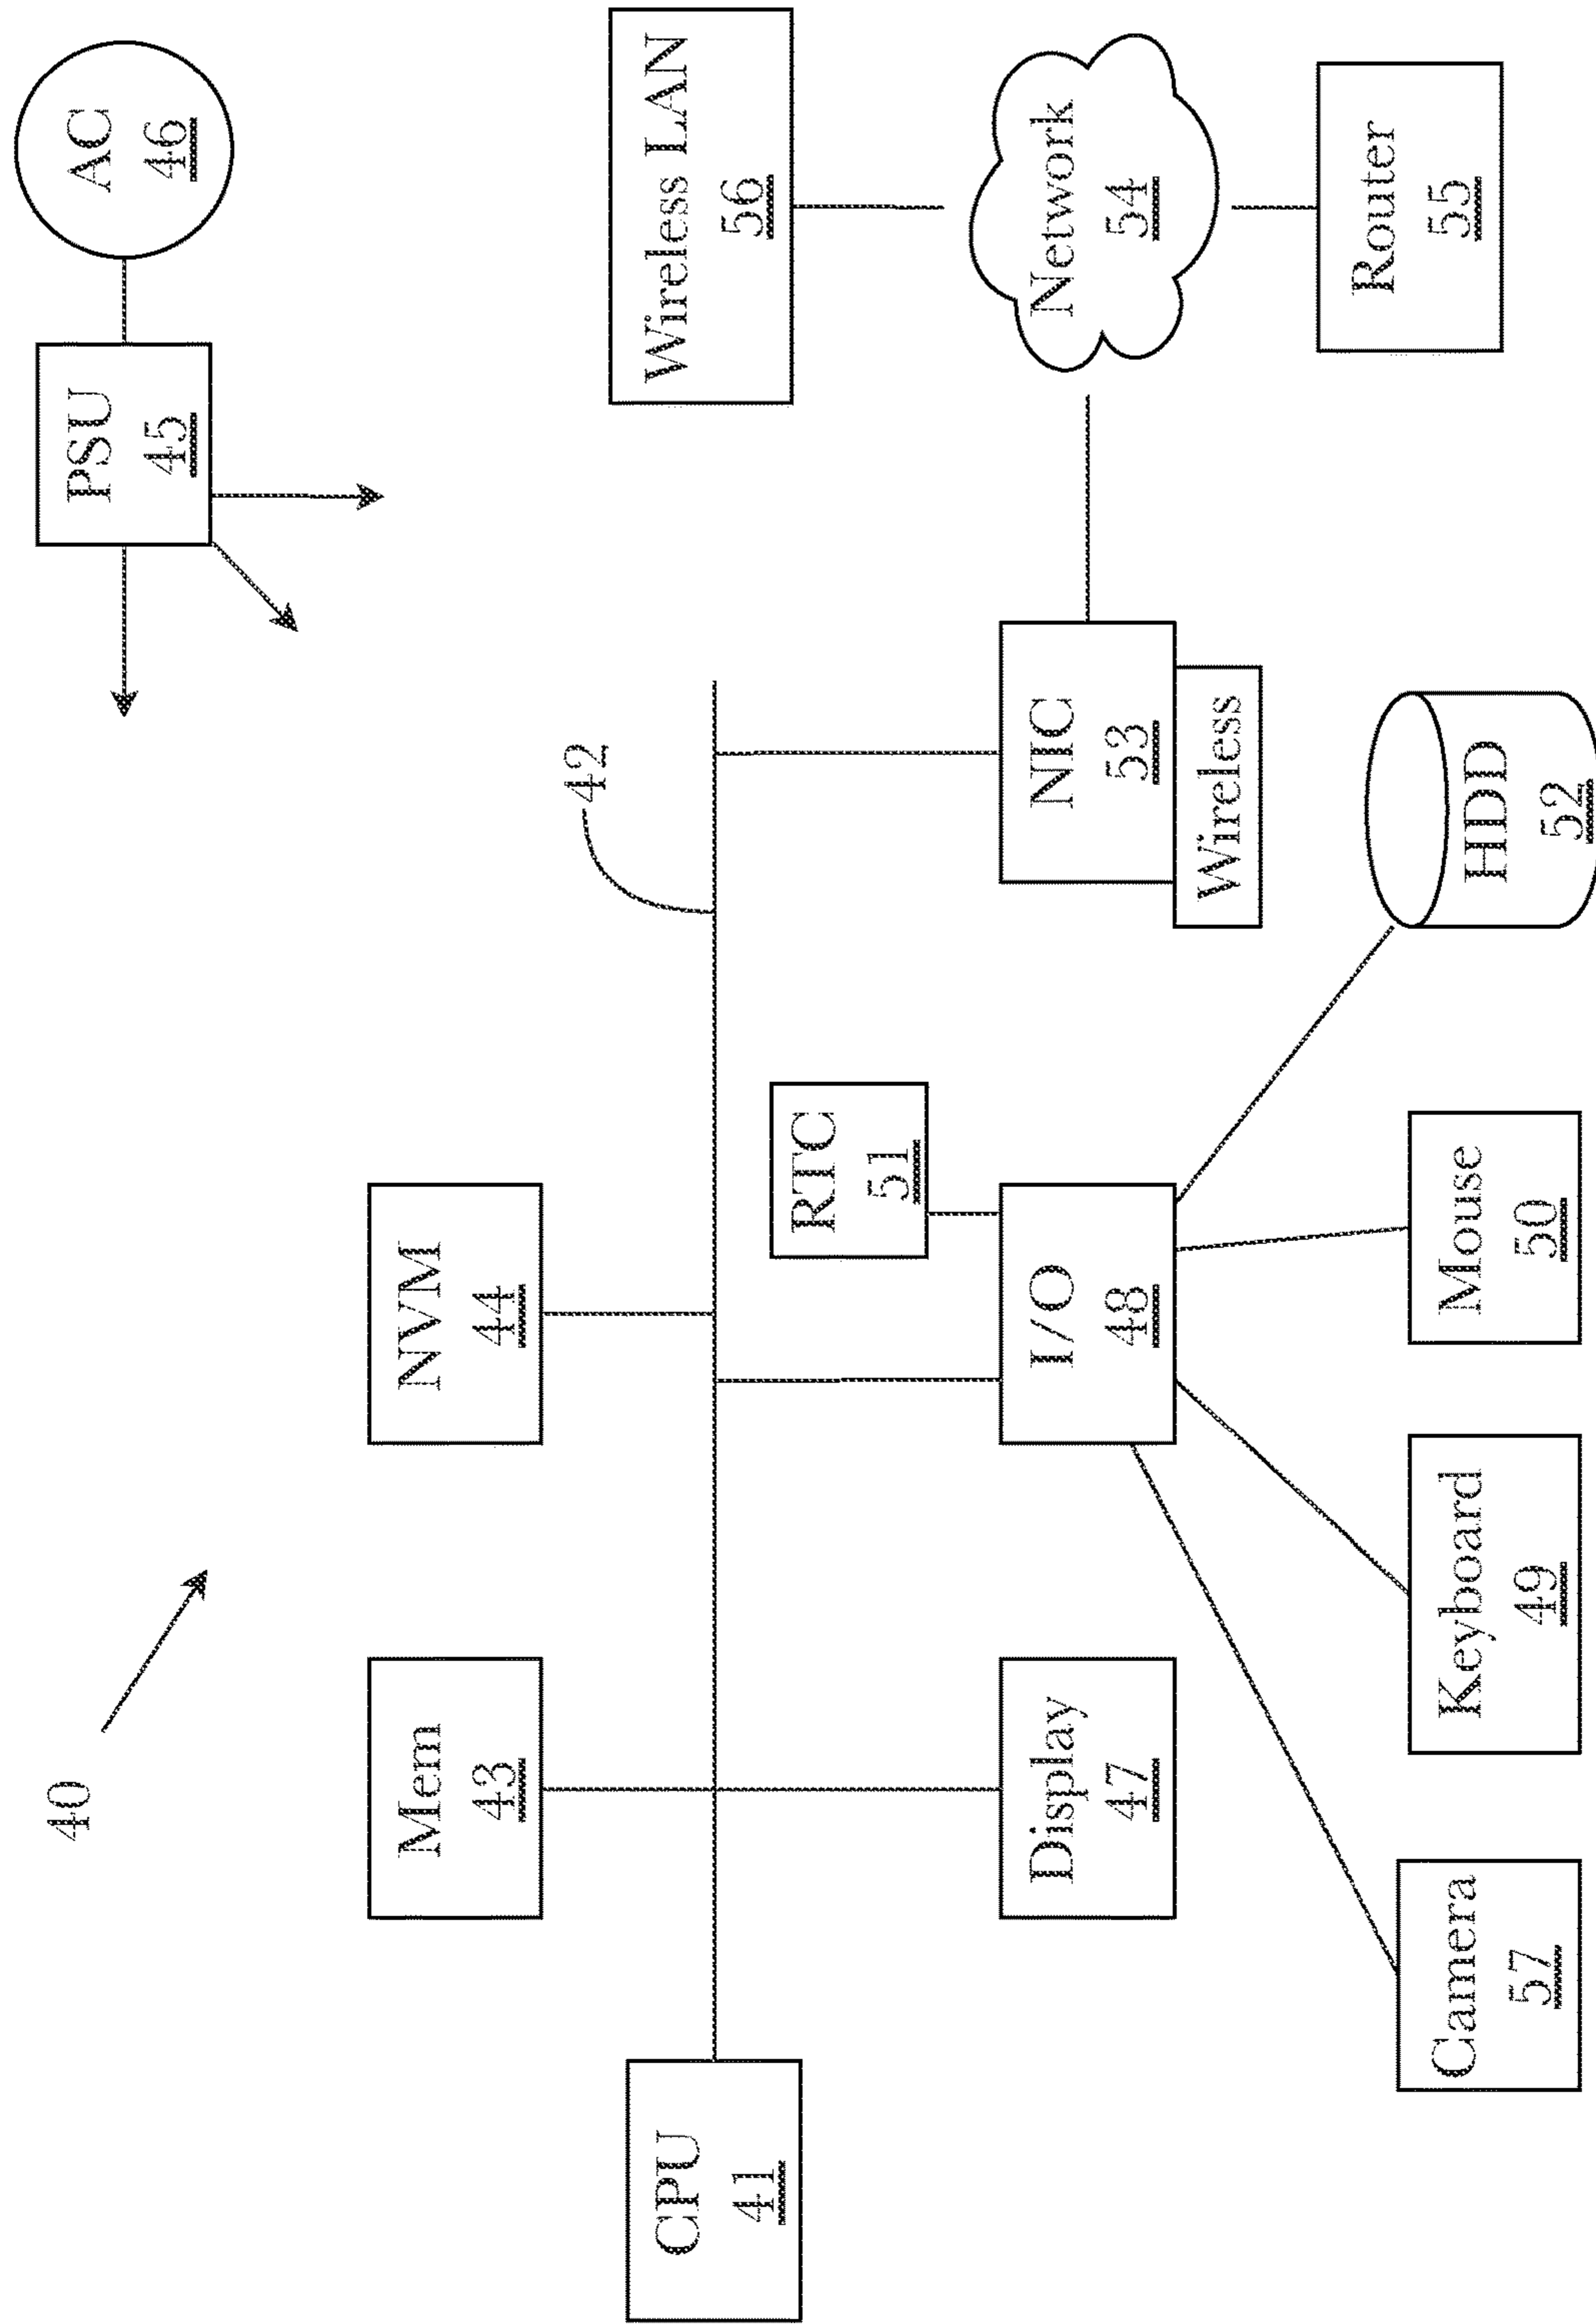 40
PSU
45
AC
46
Mem
43
NVM
44
42
CPU
41
Wireless LAN
56
RTC
51
Display
47
I/O
48
NIC
53
Wireless
Network
54
Camera
57
Keyboard
49
Mouse
50
HDD
52
Router
55